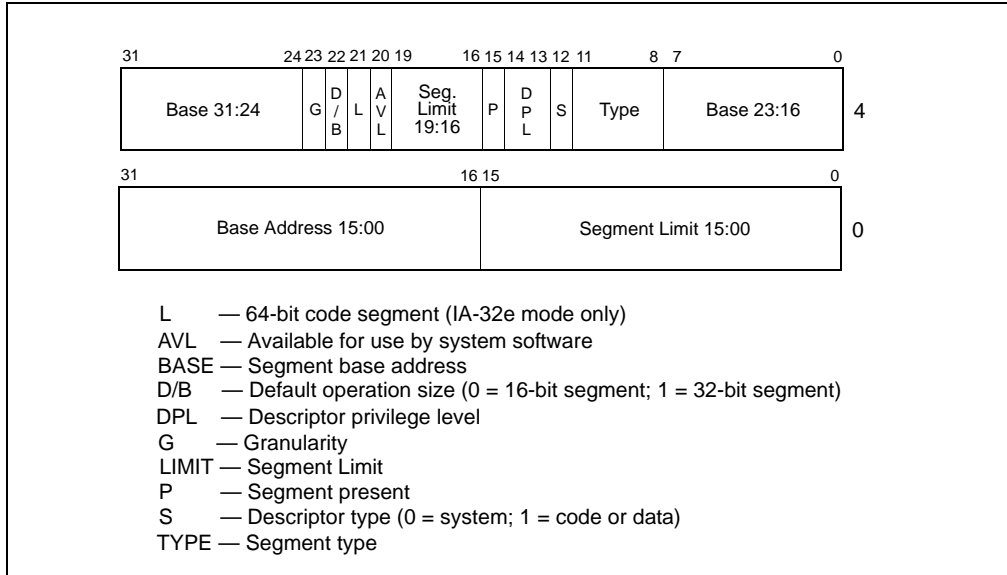 31 24 23 22 21 20 19 16 15 14 13 12 11 8 7 0
Base 31:24 G D/B L AVL Seg. Limit 19:16 P DPL S Type Base 23:16 4
31 16 15 0
Base Address 15:00 Segment Limit 15:00 0
L — 64-bit code segment (IA-32e mode only)
AVL — Available for use by system software
BASE — Segment base address
D/B — Default operation size (0 = 16-bit segment; 1 = 32-bit segment)
DPL — Descriptor privilege level
G — Granularity
LIMIT — Segment Limit
P — Segment present
S — Descriptor type (0 = system; 1 = code or data)
TYPE — Segment type